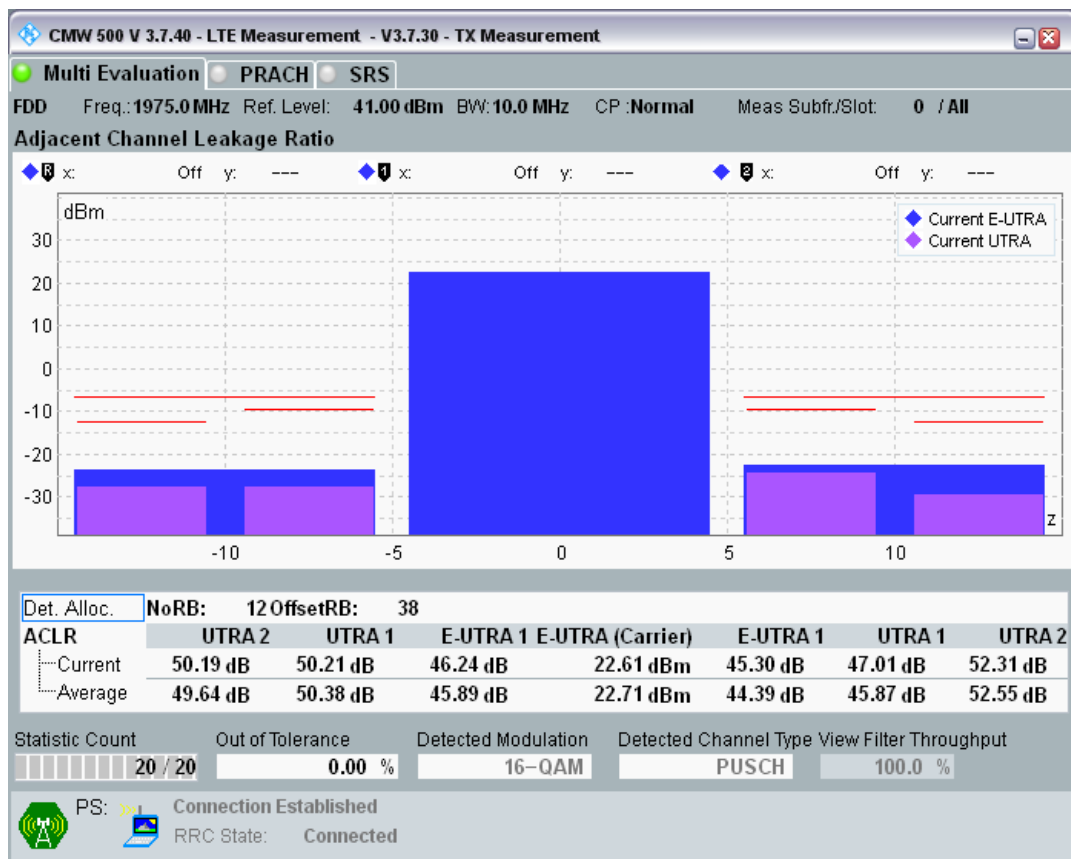 CMW 500 V 3.7.40 - LTE Measurement - V3.7.30 - TX Measurement
Multi Evaluation PRACH SRS
FDD Freq.: 1975.0 MHz Ref. Level: 41.00 dBm BW: 10.0 MHz CP :Normal Meas Subfr./Slot: 0 / All
Adjacent Channel Leakage Ratio
R x: Off y: --- 1 x: Off y: --- 2 x: Off y: ---
dBm
Current E-UTRA
Current UTRA
30
20
10
0
-10
-20
-30
z
-10 -5 0 5 10
Det. Alloc. NoRB: 12 OffsetRB: 38
ACLR UTRA 2 UTRA 1 E-UTRA 1 E-UTRA (Carrier) E-UTRA 1 UTRA 1 UTRA 2
Current 50.19 dB 50.21 dB 46.24 dB 22.61 dBm 45.30 dB 47.01 dB 52.31 dB
Average 49.64 dB 50.38 dB 45.89 dB 22.71 dBm 44.39 dB 45.87 dB 52.55 dB
Statistic Count Out of Tolerance Detected Modulation Detected Channel Type View Filter Throughput
20 / 20 0.00 % 16-QAM PUSCH 100.0 %
PS: Connection Established
RRC State: Connected